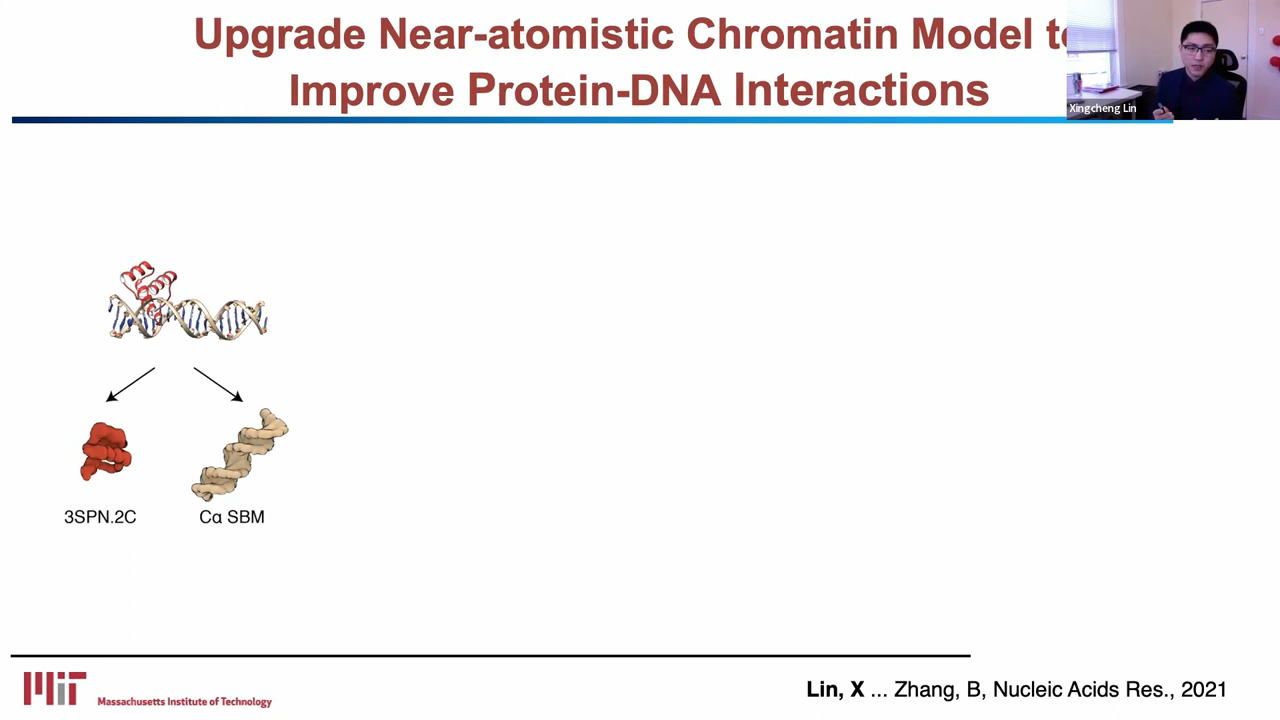 Upgrade Near-atomistic Chromatin Model
Improve Protein-DNA Interactions
Xingcheng Lin
3SPN.2C
Cα SBM
Massachusetts Institute of Technology
Lin, X ... Zhang, B, Nucleic Acids Res., 2021
MIT